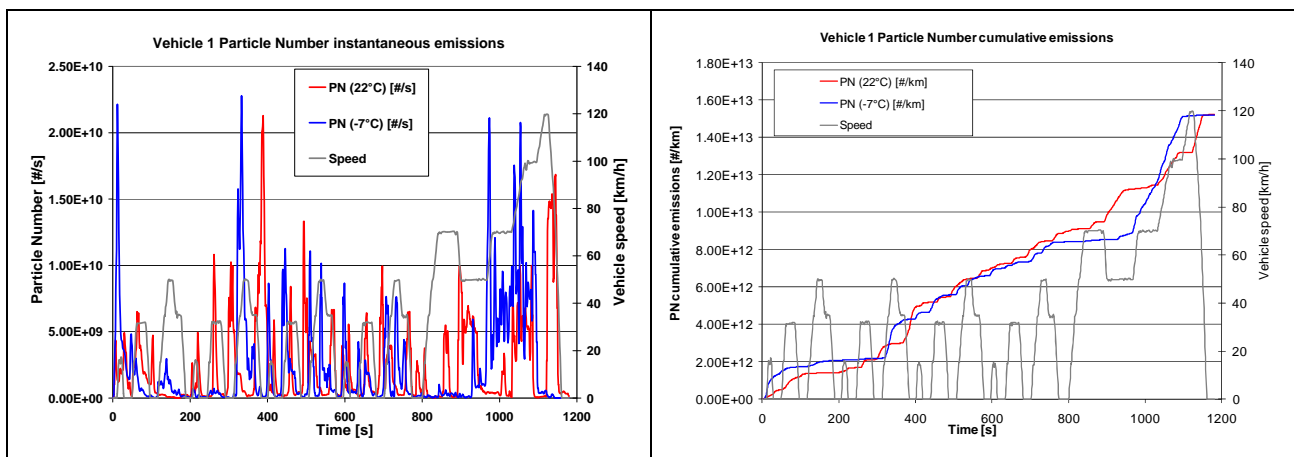 Vehicle 1 Particle Number instantaneous emissions
2.50E+10
2.00E+10
1.50E+10
1.00E+10
5.00E+09
0.00E+00
Particle Number [#/s]
PN (22°C) [#/s]
PN (-7°C) [#/s]
Speed
140
120
100
80
60
40
20
0
Vehicle speed [km/h]
0 200 400 600 800 1000 1200
Time [s]
Vehicle 1 Particle Number cumulative emissions
1.80E+13
1.60E+13
1.40E+13
1.20E+13
1.00E+13
8.00E+12
6.00E+12
4.00E+12
2.00E+12
0.00E+00
PN cumulative emissions [#/km]
PN (22°C) [#/km]
PN (-7°C) [#/km]
Speed
140
120
100
80
60
40
20
0
Vehicle speed [km/h]
0 200 400 600 800 1000 1200
Time [s]